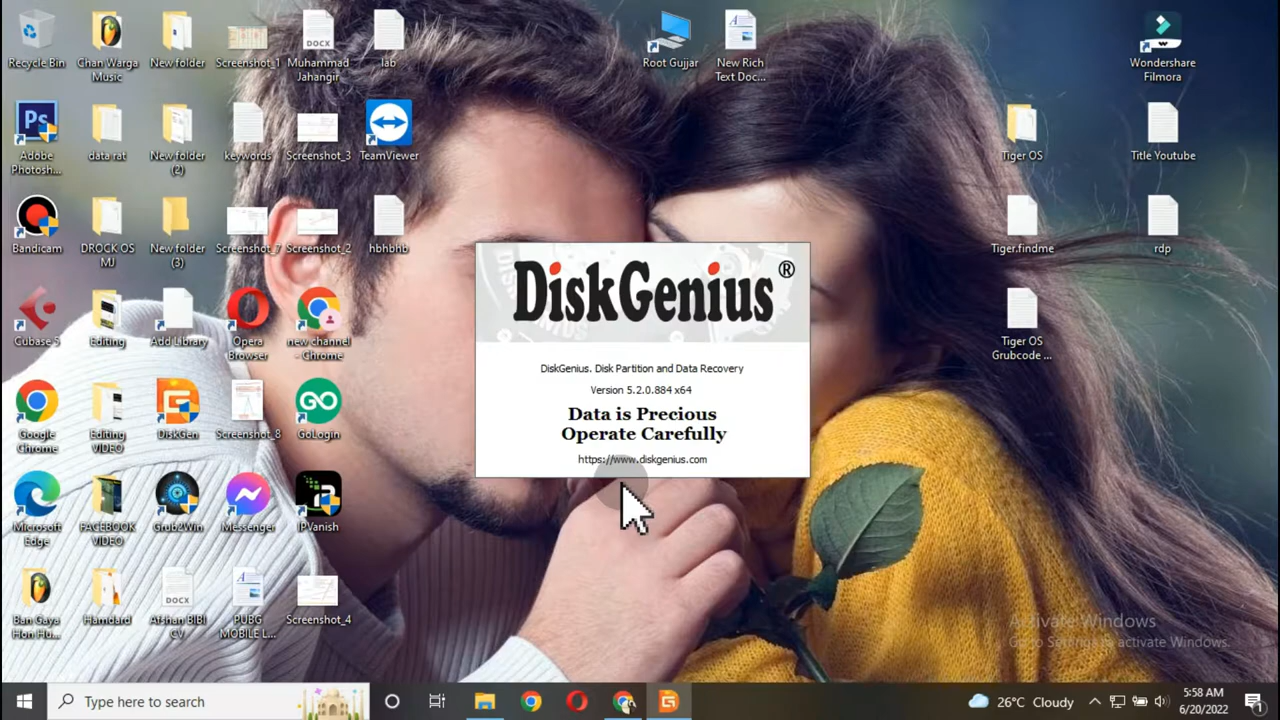 Recycle Bin
Chan Warga
Music
New folder
Screenshot_1
DOCX
Muhammad
Jahangir
lab
Root Gujjar
New Rich
Text Doc...
Wondershare
Filmora
Ps
Adobe
Photosh...
data rat
New folder
(2)
keywords
Screenshot_3
TeamViewer
Tiger OS
Title Youtube
Bandicam
DROCK OS
MJ
New folder
(3)
Screenshot_7
Screenshot_2
hbhbhb
Tiger.findme
rdp
DiskGenius®
DiskGenius. Disk Partition and Data Recovery
Version 5.2.0.884 x64
Data is Precious
Operate Carefully
https://www.diskgenius.com
Cubase 5
Editing
Add Library
Opera
Browser
new channel
- Chrome
Tiger OS
Grubcode ...
Google
Chrome
Editing
VIDEO
DiskGen
Screenshot_8
GO
GoLogin
Microsoft
Edge
FACEBOOK
VIDEO
Grub2Win
Messenger
IPVanish
Ban Gaya
Hon Hu...
Hamdard
DOCX
Afshan BIBI
CV
PUBG
MOBILE L...
Screenshot_4
Activate Windows
Go to Settings to activate Windows.
Type here to search
26°C Cloudy
5:58 AM
6/20/2022
1